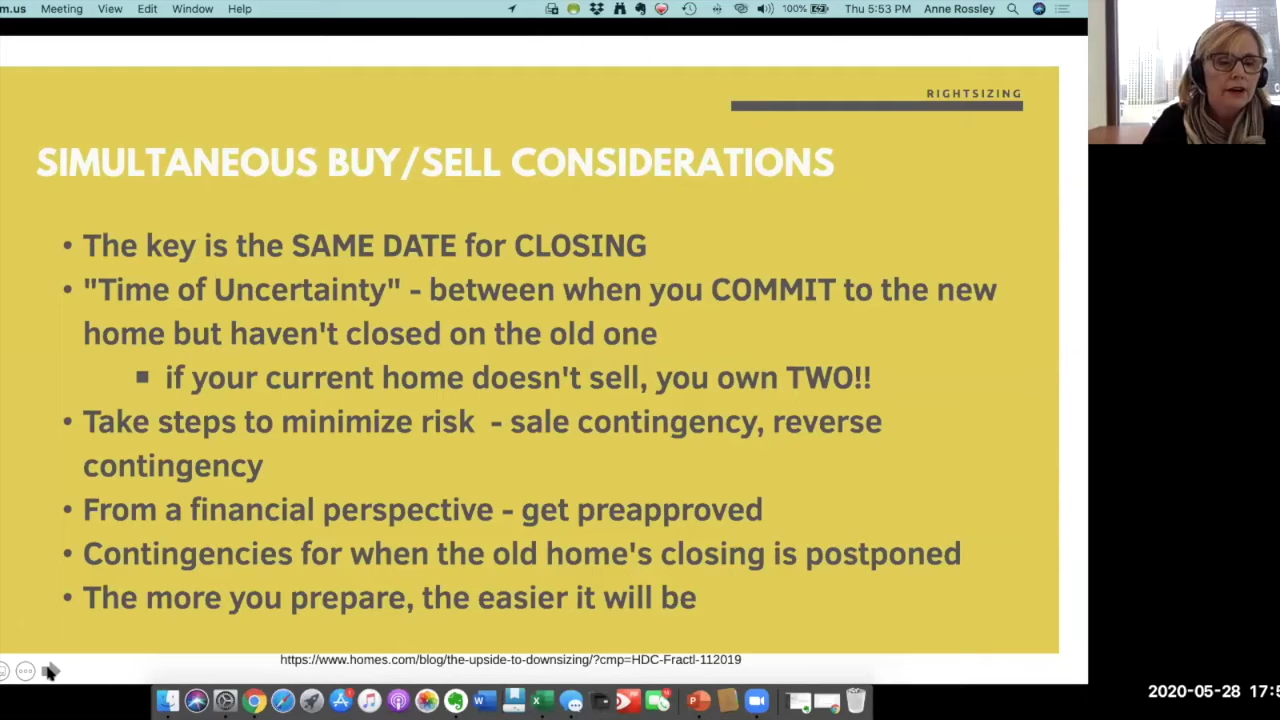 m.us Meeting View Edit Window Help 100% Thu 5:53 PM Anne Rossley
RIGHTSIZING
SIMULTANEOUS BUY/SELL CONSIDERATIONS
• The key is the SAME DATE for CLOSING
• "Time of Uncertainty" - between when you COMMIT to the new
home but haven't closed on the old one
▪ if your current home doesn't sell, you own TWO!!
• Take steps to minimize risk - sale contingency, reverse
contingency
• From a financial perspective - get preapproved
• Contingencies for when the old home's closing is postponed
• The more you prepare, the easier it will be
https://www.homes.com/blog/the-upside-to-downsizing/?cmp=HDC-Fractl-112019
2020-05-28 17:5